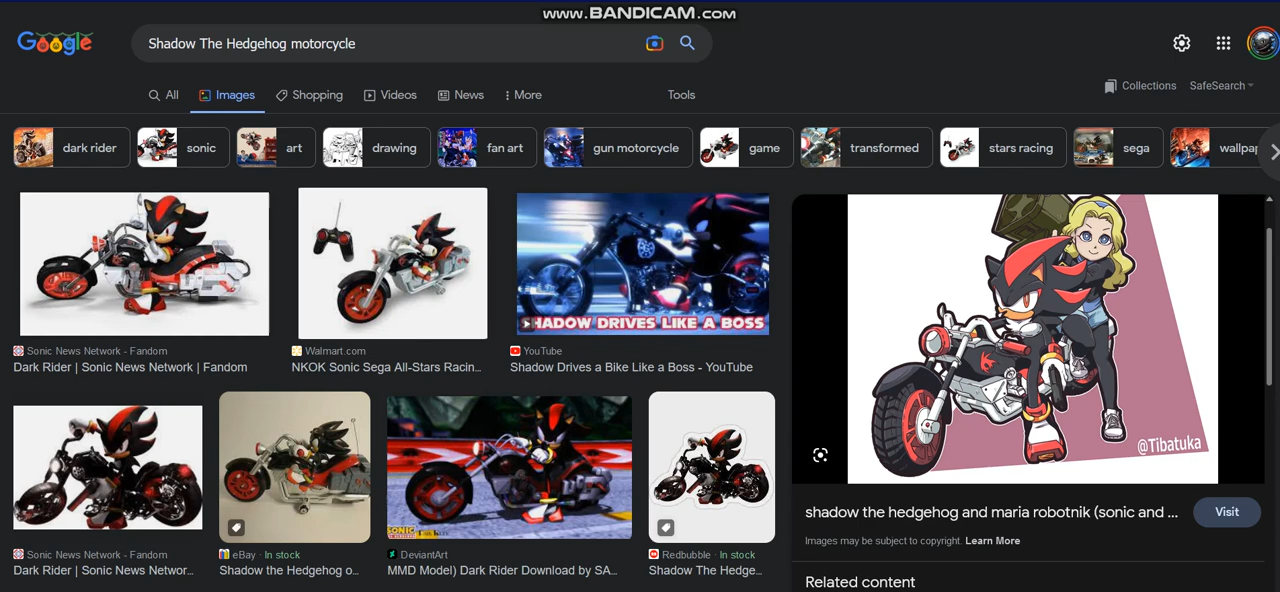 www.BANDICAM.com
Google
Shadow The Hedgehog motorcycle
All
Images
Shopping
Videos
News
More
Tools
Collections
SafeSearch
dark rider
sonic
art
drawing
fan art
gun motorcycle
game
transformed
stars racing
sega
wallpap
SHADOW DRIVES LIKE A BOSS
Sonic News Network - Fandom
Dark Rider | Sonic News Network | Fandom
Walmart.com
NKOK Sonic Sega All-Stars Racin...
YouTube
Shadow Drives a Bike Like a Boss - YouTube
Sonic News Network - Fandom
Dark Rider | Sonic News Networ...
eBay · In stock
Shadow the Hedgehog o...
SONIC
DeviantArt
MMD Model) Dark Rider Download by SA...
Redbubble · In stock
Shadow The Hedge...
@Tibatuka
shadow the hedgehog and maria robotnik (sonic and ...
Visit
Images may be subject to copyright. Learn More
Related content